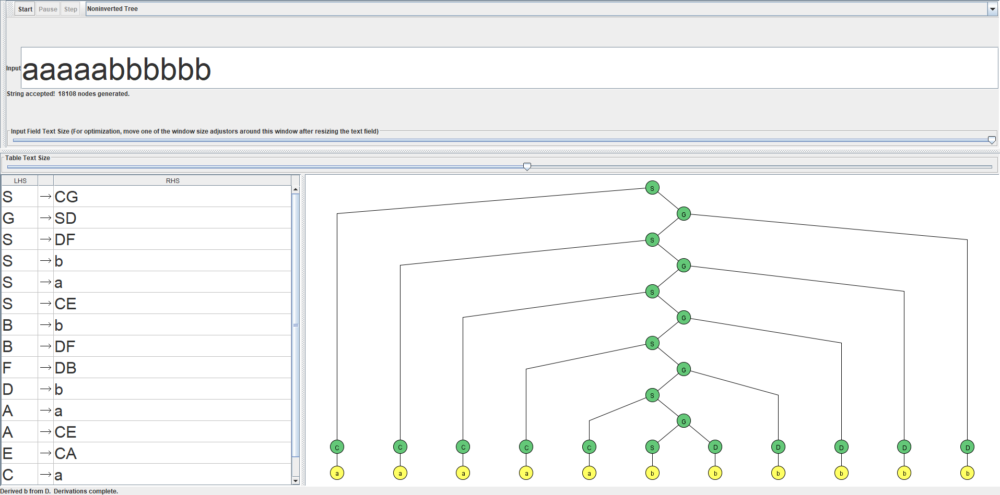 Start Pause Step Noninverted Tree
Input aaaaabbbbbb
String accepted! 18108 nodes generated.
Input Field Text Size (For optimization, move one of the window size adjustors around this window after resizing the text field)
Table Text Size
LHS RHS
S → CG
G → SD
S → DF
S → b
S → a
S → CE
B → b
B → DF
F → DB
D → b
A → a
A → CE
E → CA
C → a
S
G
S
G
S
G
S
G
S
G
C C C C C S D D D D D
a a a a a b b b b b b
Derived b from D. Derivations complete.